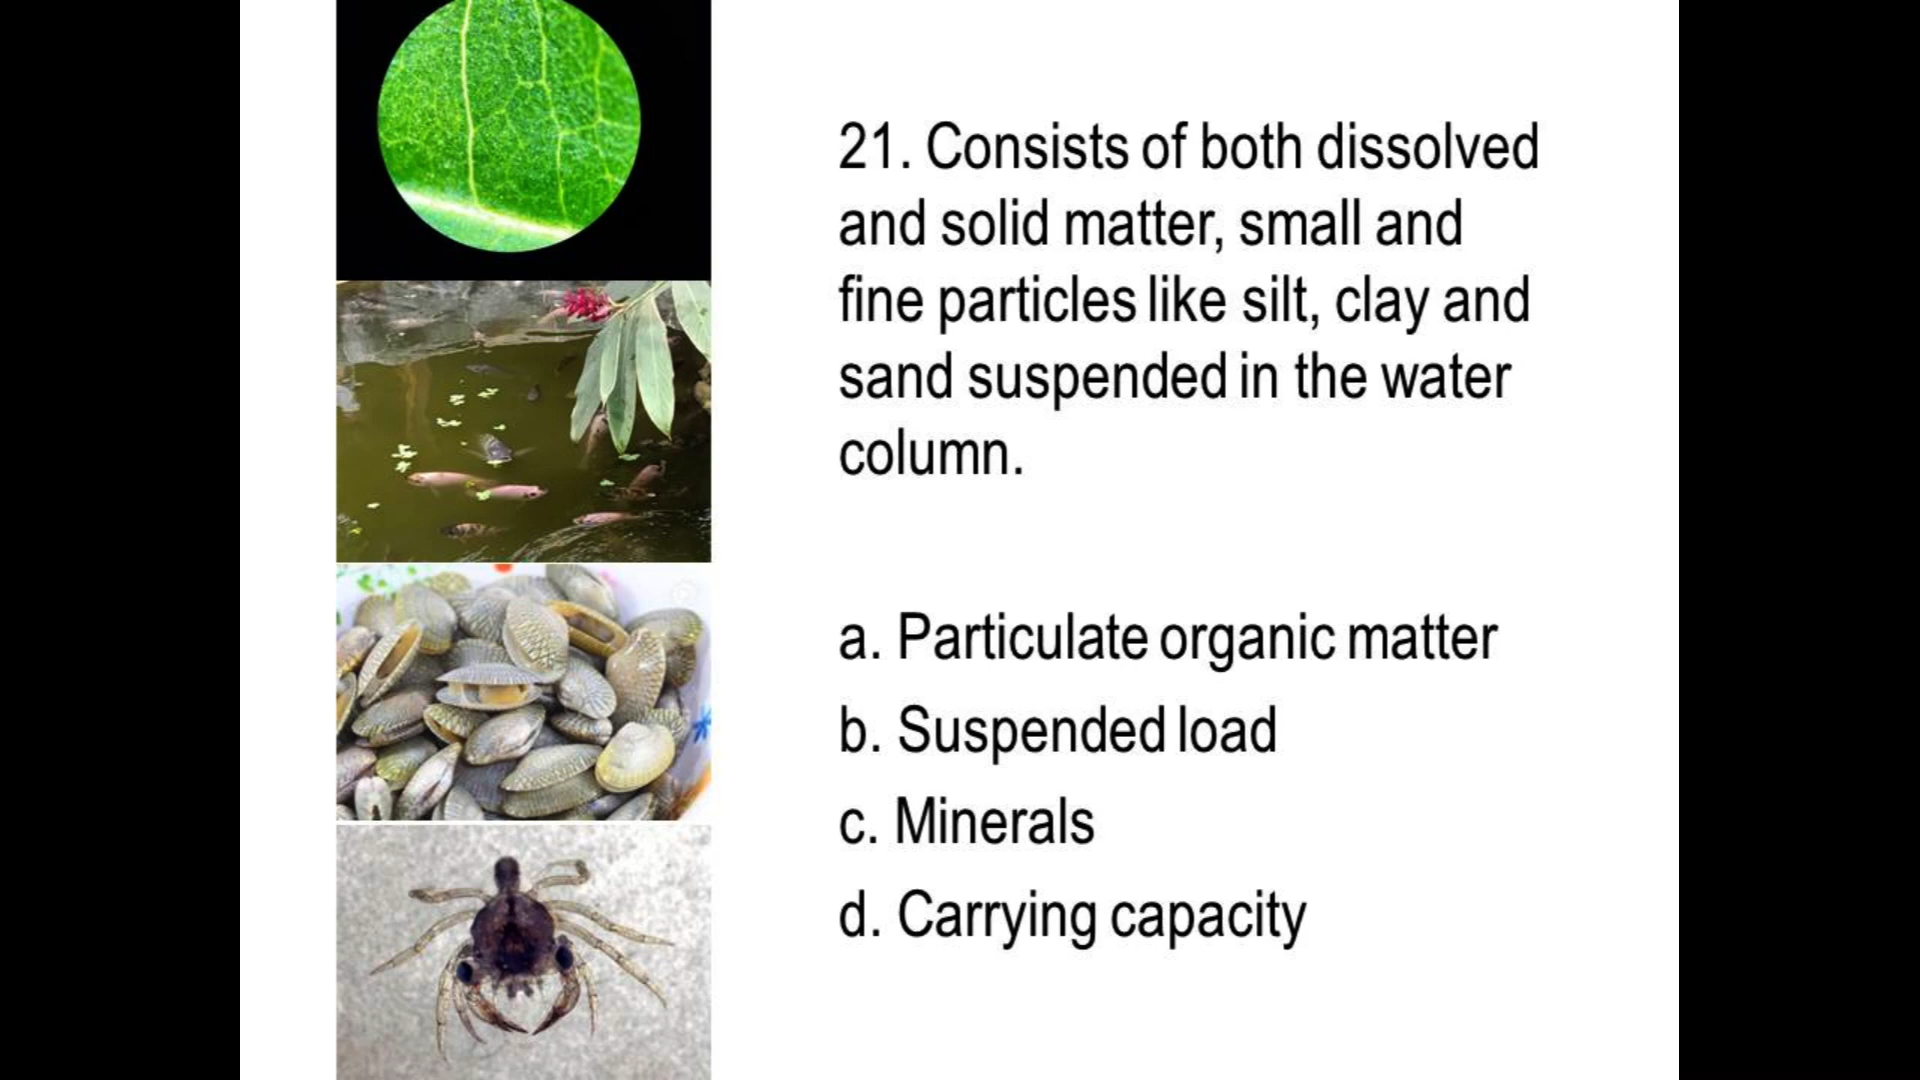 21. Consists of both dissolved
and solid matter, small and
fine particles like silt, clay and
sand suspended in the water
column.
a. Particulate organic matter
b. Suspended load
c. Minerals
d. Carrying capacity